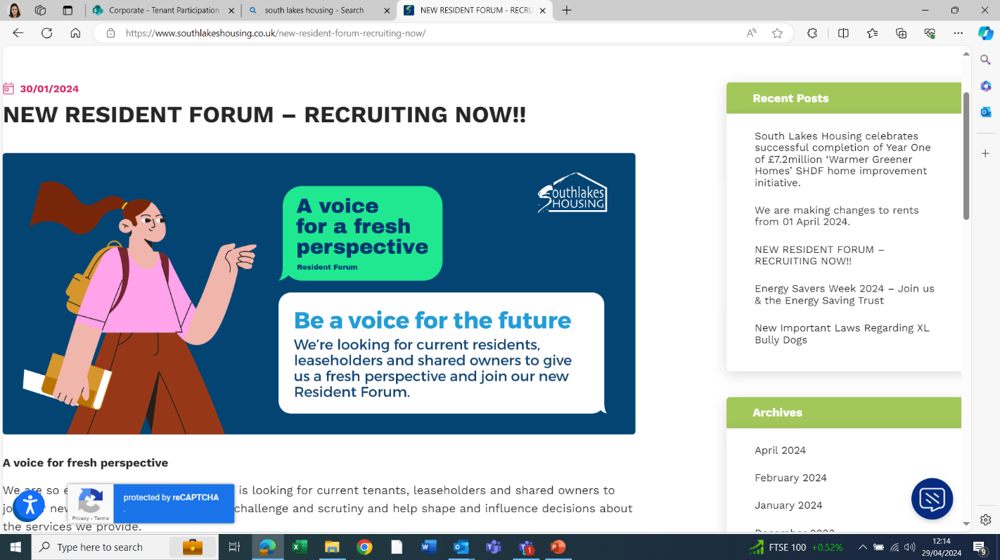 Corporate - Tenant Participation
south lakes housing - Search
NEW RESIDENT FORUM - RECRU
https://www.southlakeshousing.co.uk/new-resident-forum-recruiting-now/
30/01/2024
NEW RESIDENT FORUM – RECRUITING NOW!!
A voice
for a fresh
perspective
Resident Forum
Southlakes
HOUSING
Be a voice for the future
We're looking for current residents,
leaseholders and shared owners to give
us a fresh perspective and join our new
Resident Forum.
A voice for fresh perspective
We are so is looking for current tenants, leaseholders and shared owners to
challenge and scrutiny and help shape and influence decisions about
the services we provide.
protected by reCAPTCHA
Privacy - Terms
Recent Posts
South Lakes Housing celebrates
successful completion of Year One
of £7.2million ‘Warmer Greener
Homes’ SHDF home improvement
initiative.
We are making changes to rents
from 01 April 2024.
NEW RESIDENT FORUM –
RECRUITING NOW!!
Energy Savers Week 2024 – Join us
& the Energy Saving Trust
New Important Laws Regarding XL
Bully Dogs
Archives
April 2024
February 2024
January 2024
Type here to search
FTSE 100 +0.52%
12:14
29/04/2024
9